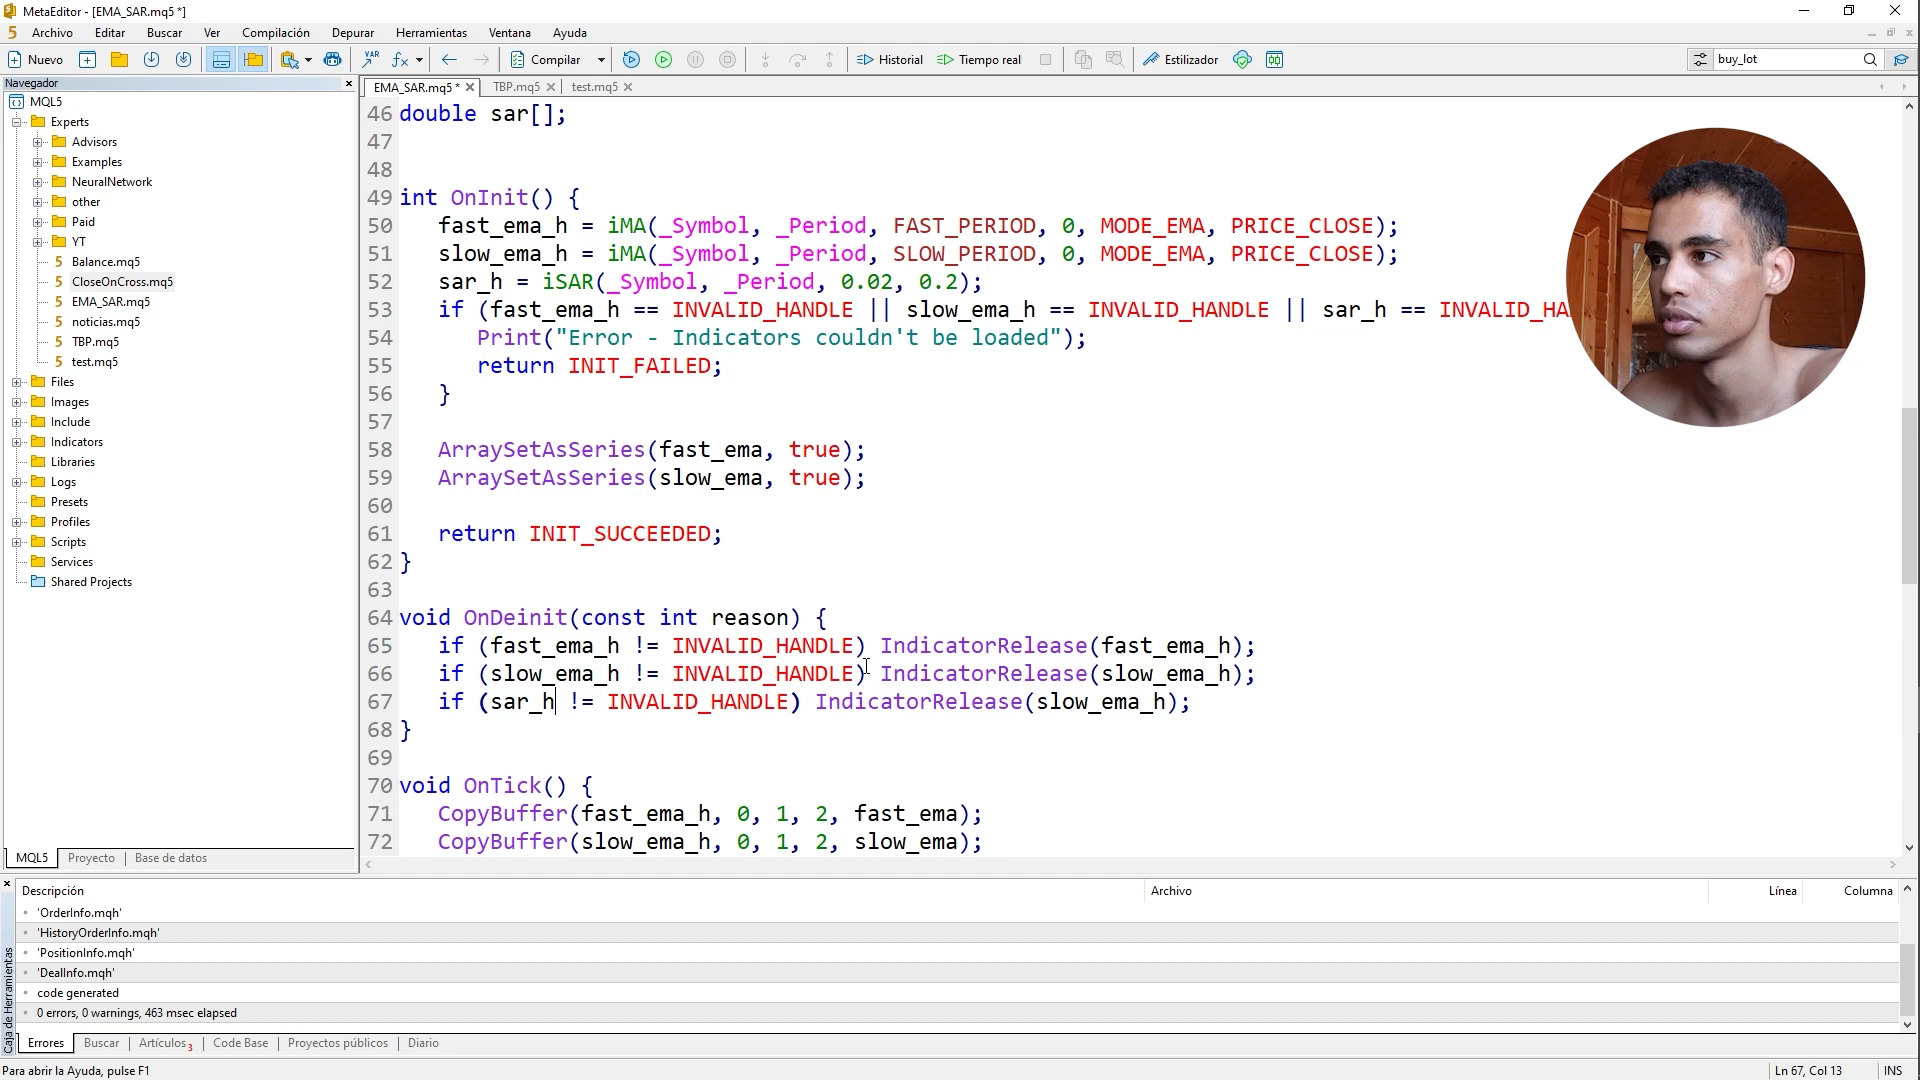 MetaEditor - [EMA_SAR.mq5 *]
Archivo Editar Buscar Ver Compilación Depurar Herramientas Ventana Ayuda
Nuevo Compilar Historial Tiempo real Estilizador buy_lot
Navegador
MQL5
Experts
Advisors
Examples
NeuralNetwork
other
Paid
YT
Balance.mq5
CloseOnCross.mq5
EMA_SAR.mq5
noticias.mq5
TBP.mq5
test.mq5
Files
Images
Include
Indicators
Libraries
Logs
Presets
Profiles
Scripts
Services
Shared Projects
MQL5 Proyecto Base de datos
EMA_SAR.mq5 * TBP.mq5 test.mq5
46 double sar[];
47
48
49 int OnInit() {
50 fast_ema_h = iMA(_Symbol, _Period, FAST_PERIOD, 0, MODE_EMA, PRICE_CLOSE);
51 slow_ema_h = iMA(_Symbol, _Period, SLOW_PERIOD, 0, MODE_EMA, PRICE_CLOSE);
52 sar_h = iSAR(_Symbol, _Period, 0.02, 0.2);
53 if (fast_ema_h == INVALID_HANDLE || slow_ema_h == INVALID_HANDLE || sar_h == INVALID_HA
54 Print("Error - Indicators couldn't be loaded");
55 return INIT_FAILED;
56 }
57
58 ArraySetAsSeries(fast_ema, true);
59 ArraySetAsSeries(slow_ema, true);
60
61 return INIT_SUCCEEDED;
62 }
63
64 void OnDeinit(const int reason) {
65 if (fast_ema_h != INVALID_HANDLE) IndicatorRelease(fast_ema_h);
66 if (slow_ema_h != INVALID_HANDLE) IndicatorRelease(slow_ema_h);
67 if (sar_h != INVALID_HANDLE) IndicatorRelease(slow_ema_h);
68 }
69
70 void OnTick() {
71 CopyBuffer(fast_ema_h, 0, 1, 2, fast_ema);
72 CopyBuffer(slow_ema_h, 0, 1, 2, slow_ema);
Descripción Archivo Línea Columna
'OrderInfo.mqh'
'HistoryOrderInfo.mqh'
'PositionInfo.mqh'
'DealInfo.mqh'
code generated
0 errors, 0 warnings, 463 msec elapsed
Caja de Herramientas
Errores Buscar Artículos 3 Code Base Proyectos públicos Diario
Para abrir la Ayuda, pulse F1 Ln 67, Col 13 INS